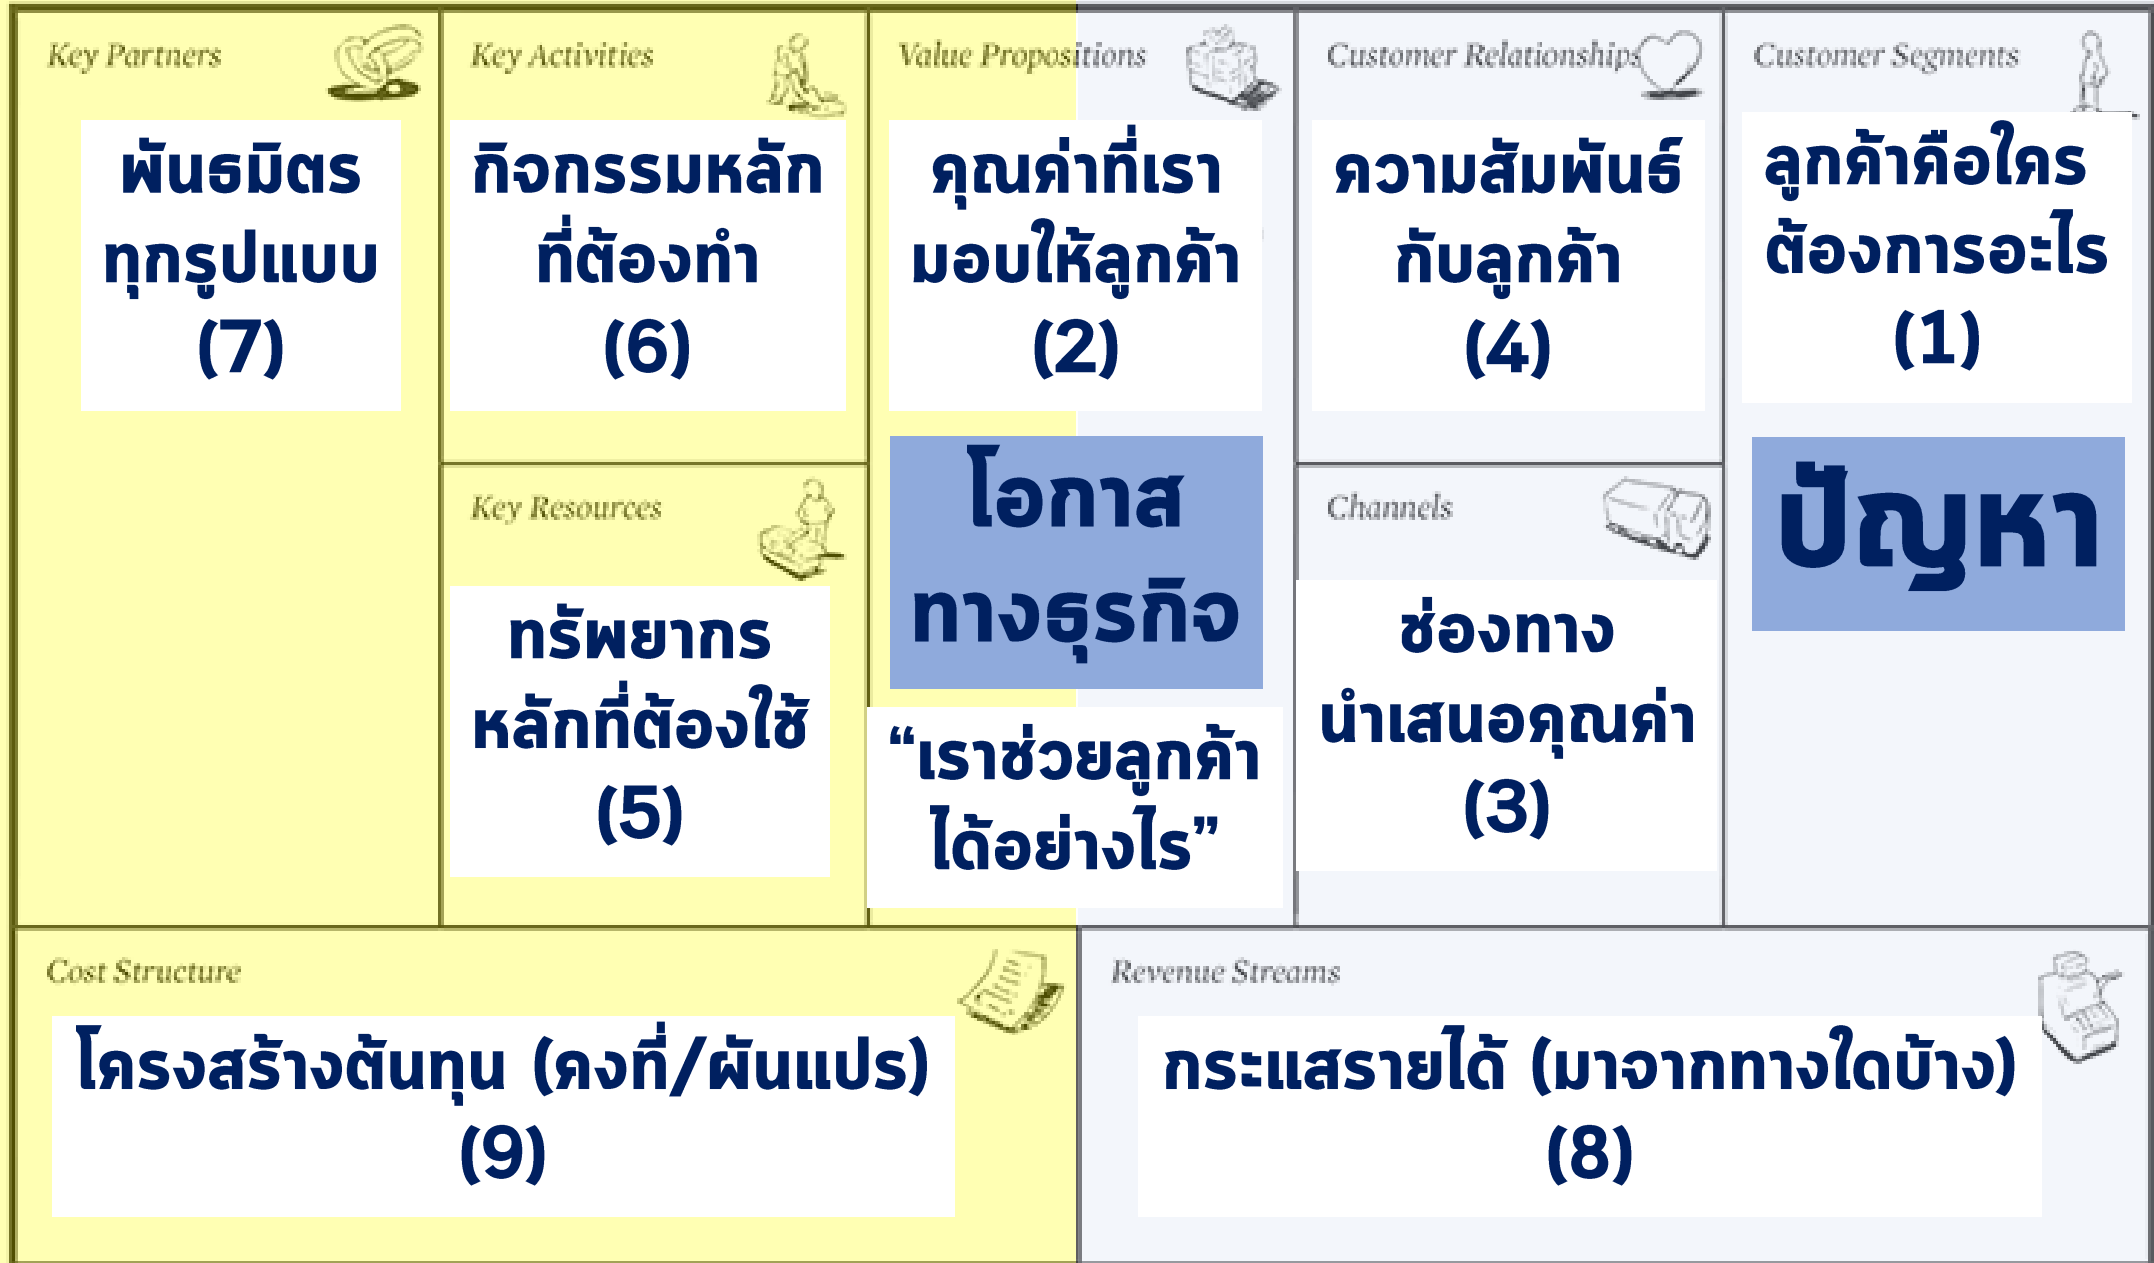 Key Partners
พันธมิตร
ทุกรูปแบบ
(7)
Key Activities
กิจกรรมหลัก
ที่ต้องทำ
(6)
Key Resources
ทรัพยากร
หลักที่ต้องใช้
(5)
Value Propositions
คุณค่าที่เรา
มอบให้ลูกค้า
(2)
โอกาส
ทางธุรกิจ
“เราช่วยลูกค้า
ได้อย่างไร”
Customer Relationships
ความสัมพันธ์
กับลูกค้า
(4)
Channels
ช่องทาง
นำเสนอคุณค่า
(3)
Customer Segments
ลูกค้าคือใคร
ต้องการอะไร
(1)
ปัญหา
Cost Structure
โครงสร้างต้นทุน (คงที่/ผันแปร)
(9)
Revenue Streams
กระแสรายได้ (มาจากทางใดบ้าง)
(8)